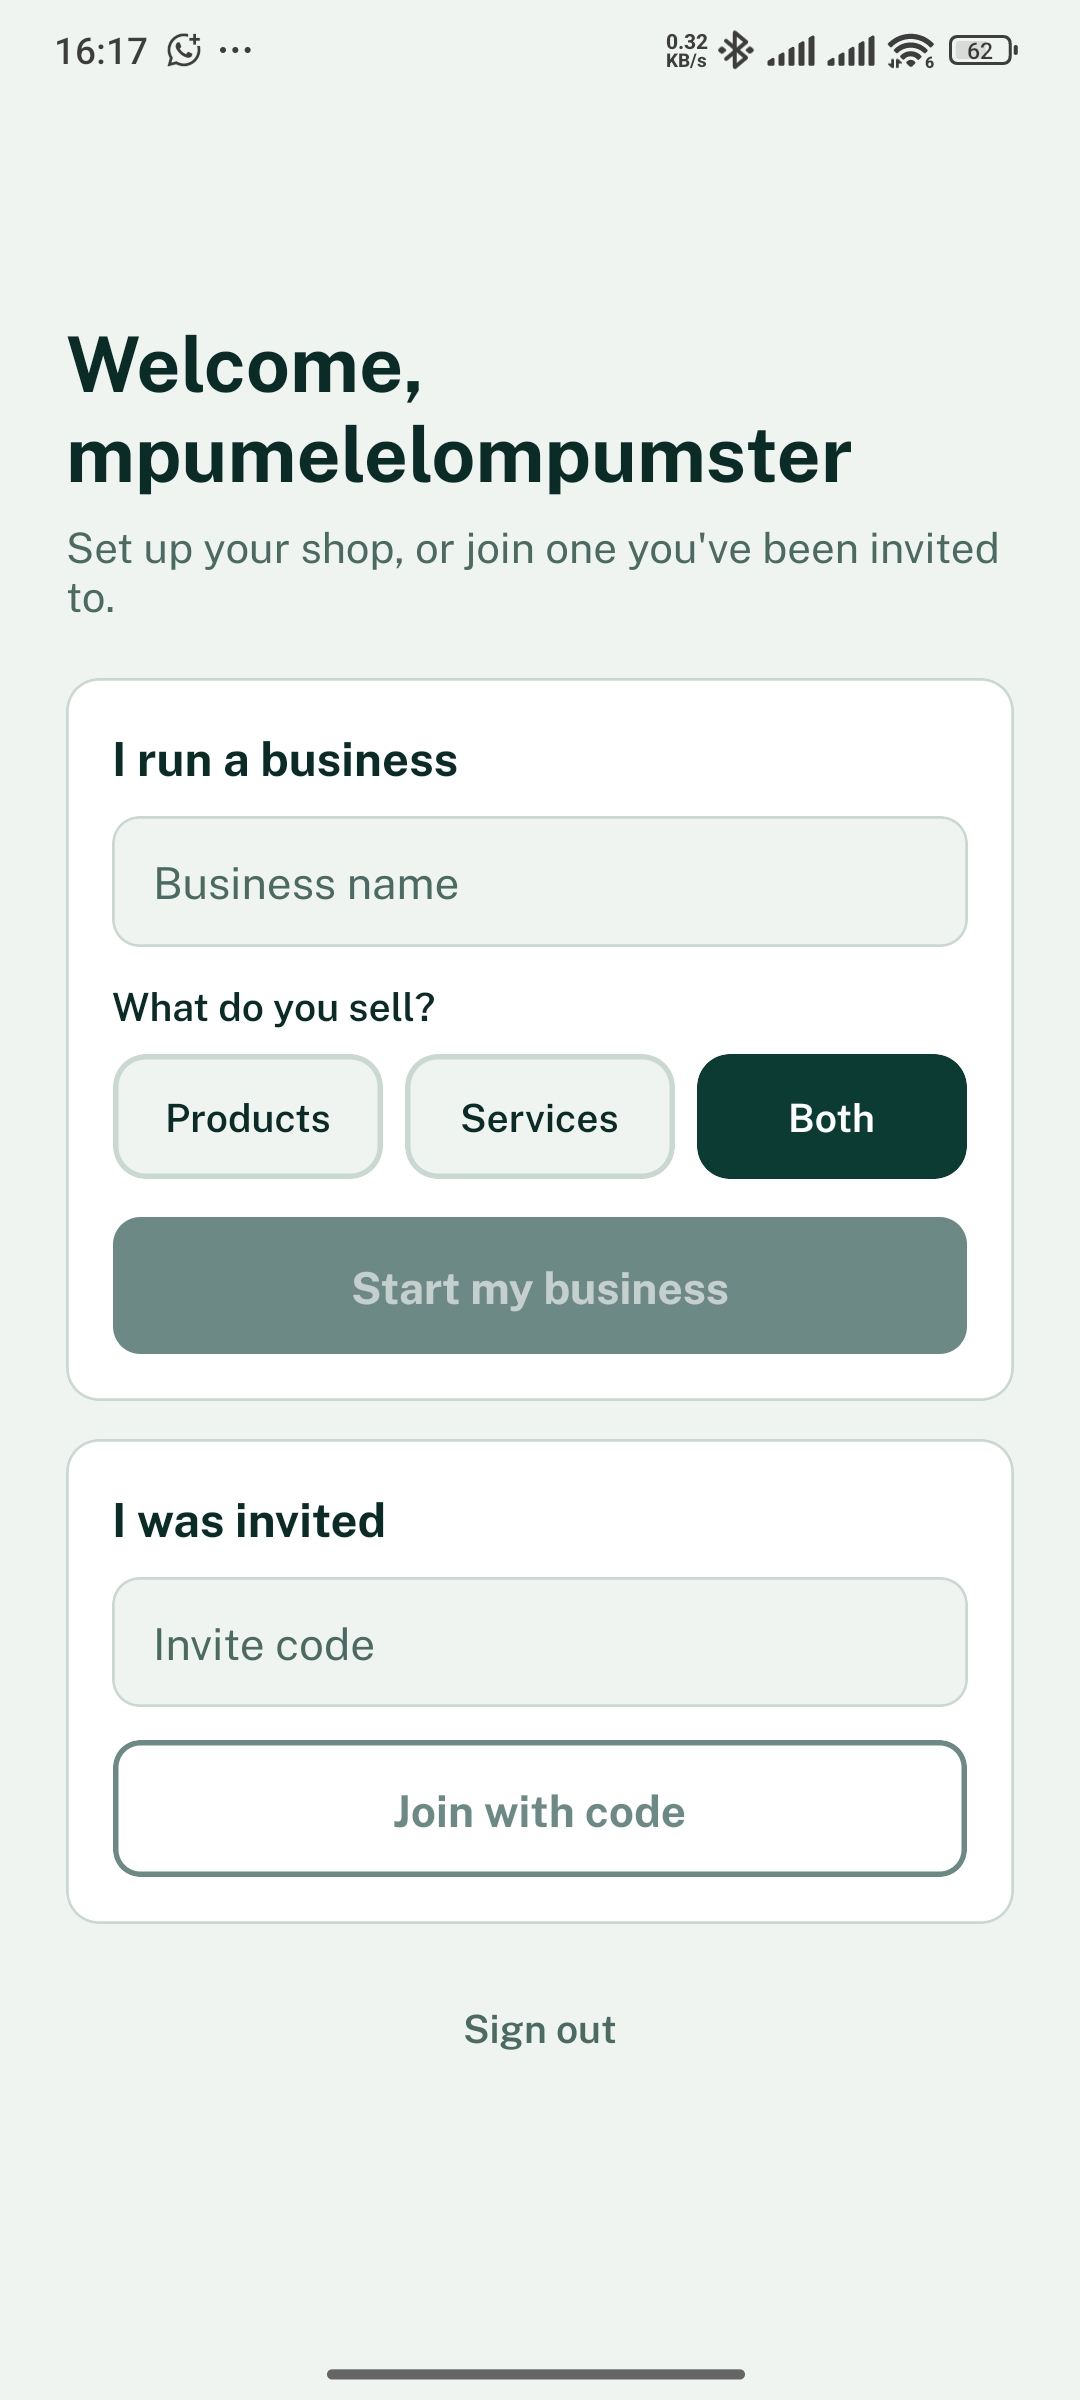 16:17
0.32
KB/s
6
62
Welcome,
mpumelelompumster
Set up your shop, or join one you've been invited
to.
I run a business
Business name
What do you sell?
Products Services Both
Start my business
I was invited
Invite code
Join with code
Sign out